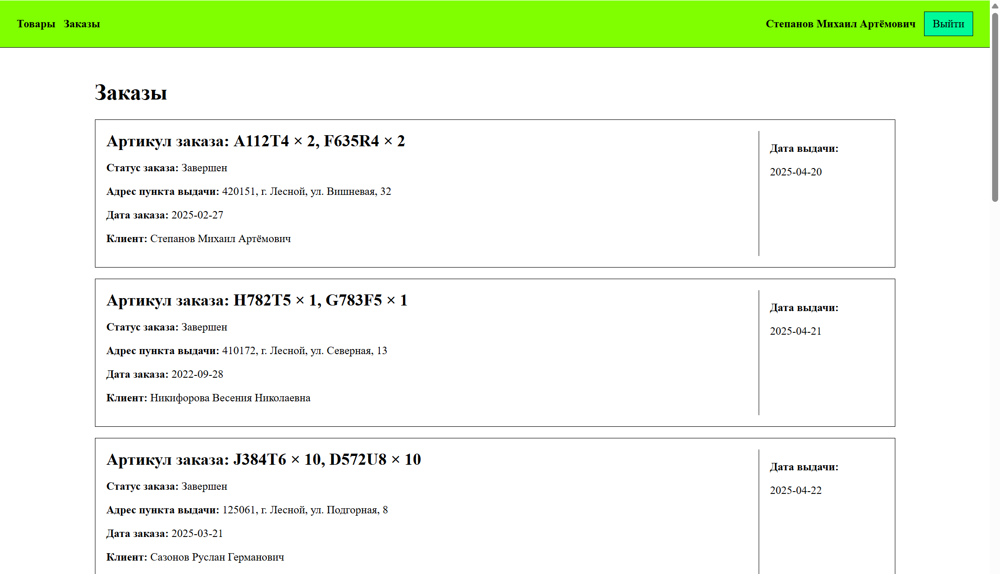 Товары Заказы Степанов Михаил Артёмович Выйти
Заказы
Артикул заказа: A112T4 × 2, F635R4 × 2
Статус заказа: Завершен
Адрес пункта выдачи: 420151, г. Лесной, ул. Вишневая, 32
Дата заказа: 2025-02-27
Клиент: Степанов Михаил Артёмович
Дата выдачи:
2025-04-20
Артикул заказа: H782T5 × 1, G783F5 × 1
Статус заказа: Завершен
Адрес пункта выдачи: 410172, г. Лесной, ул. Северная, 13
Дата заказа: 2022-09-28
Клиент: Никифорова Весения Николаевна
Дата выдачи:
2025-04-21
Артикул заказа: J384T6 × 10, D572U8 × 10
Статус заказа: Завершен
Адрес пункта выдачи: 125061, г. Лесной, ул. Подгорная, 8
Дата заказа: 2025-03-21
Клиент: Сазонов Руслан Германович
Дата выдачи:
2025-04-22